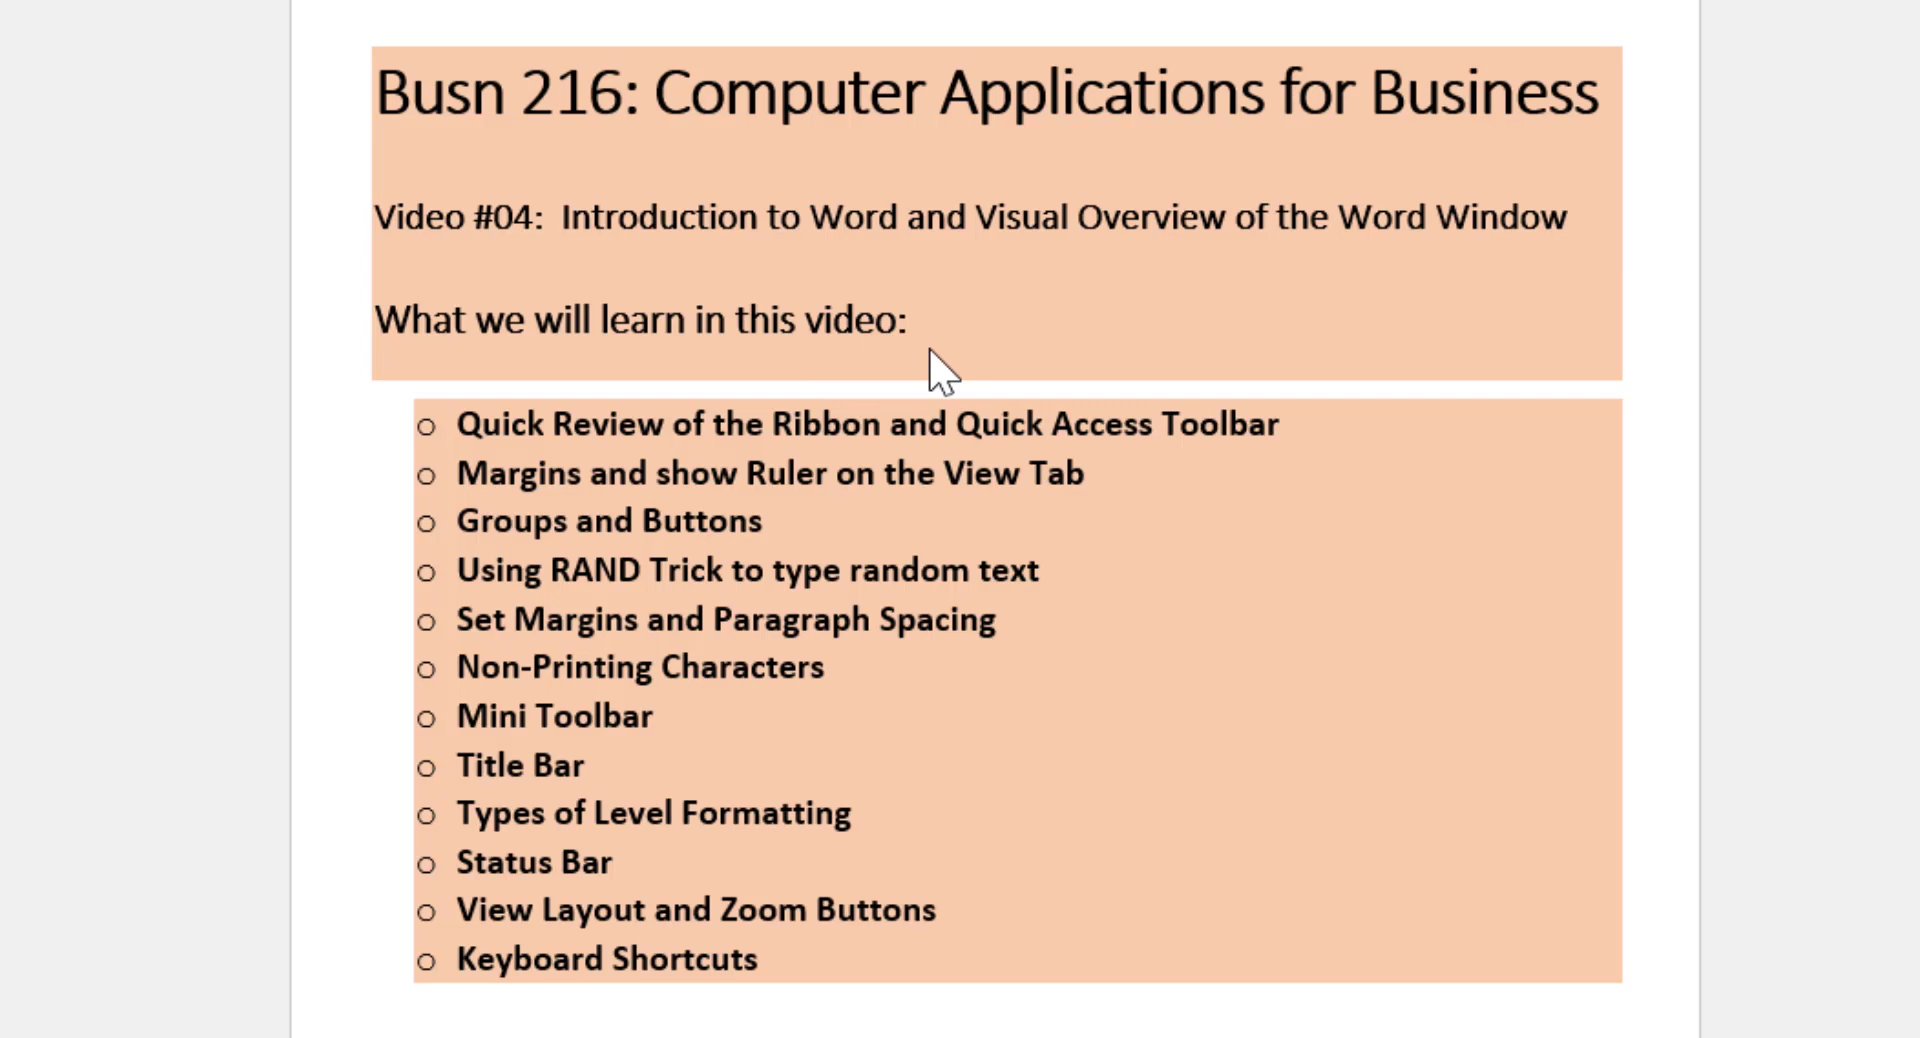 Busn 216: Computer Applications for Business
Video #04:  Introduction to Word and Visual Overview of the Word Window
What we will learn in this video:
o Quick Review of the Ribbon and Quick Access Toolbar
o Margins and show Ruler on the View Tab
o Groups and Buttons
o Using RAND Trick to type random text
o Set Margins and Paragraph Spacing
o Non-Printing Characters
o Mini Toolbar
o Title Bar
o Types of Level Formatting
o Status Bar
o View Layout and Zoom Buttons
o Keyboard Shortcuts